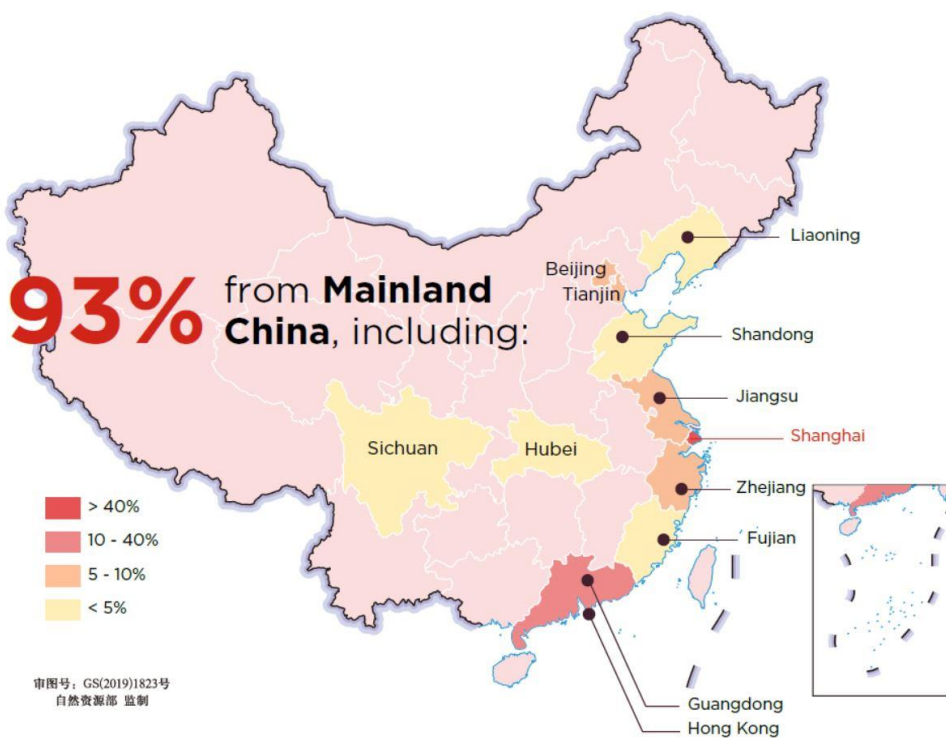 Liaoning
Beijing
Tianjin
93% from Mainland
China, including:
Shandong
Jiangsu
Shanghai
Sichuan
Hubei
Zhejiang
Fujian
> 40%
10 - 40%
5 - 10%
< 5%
审图号：GS(2019)1823号
自然资源部 监制
Guangdong
Hong Kong